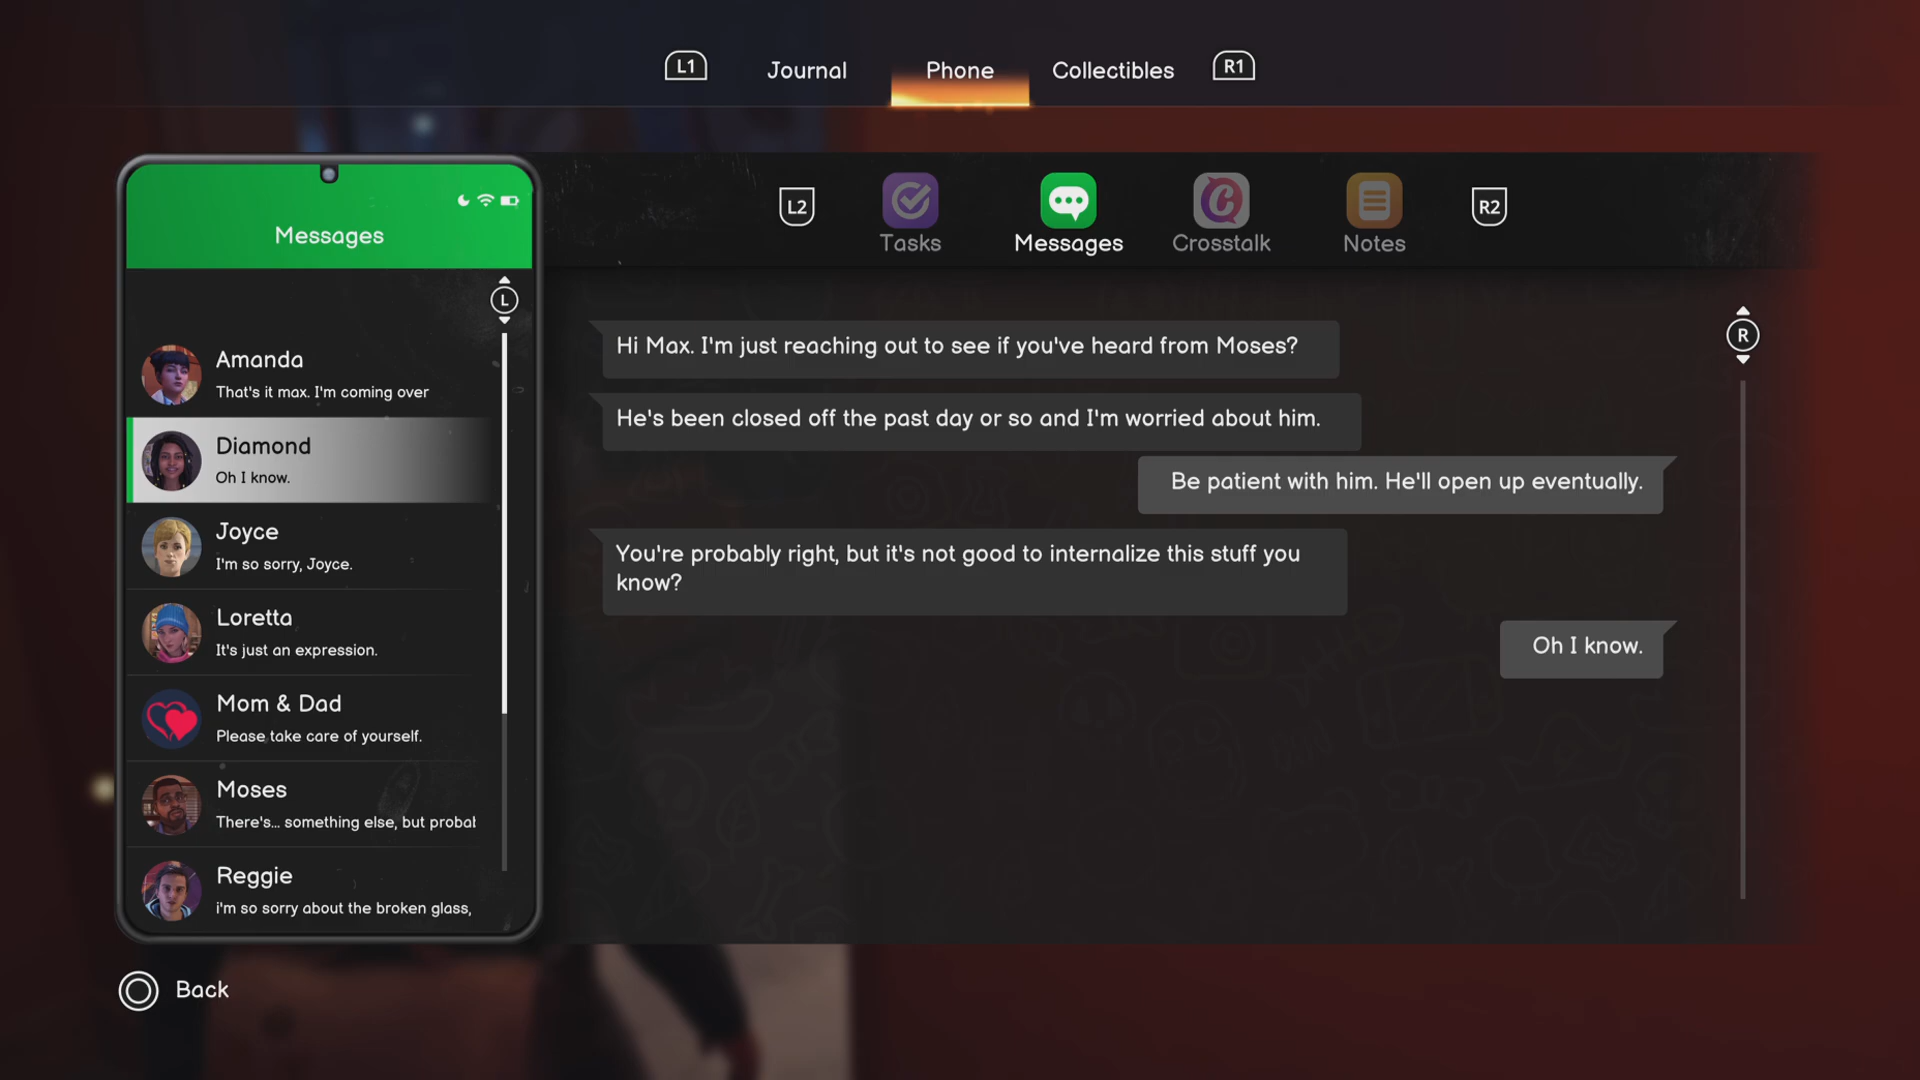 L1
Journal
Phone
Collectibles
R1
Messages
L
Amanda
That's it max. I'm coming over
Diamond
Oh I know.
Joyce
I'm so sorry, Joyce.
Loretta
It's just an expression.
Mom & Dad
Please take care of yourself.
Moses
There's... something else, but probal
Reggie
i'm so sorry about the broken glass,
L2
Tasks
Messages
Crosstalk
Notes
R2
R
Hi Max. I'm just reaching out to see if you've heard from Moses?
He's been closed off the past day or so and I'm worried about him.
Be patient with him. He'll open up eventually.
You're probably right, but it's not good to internalize this stuff you
know?
Oh I know.
Back